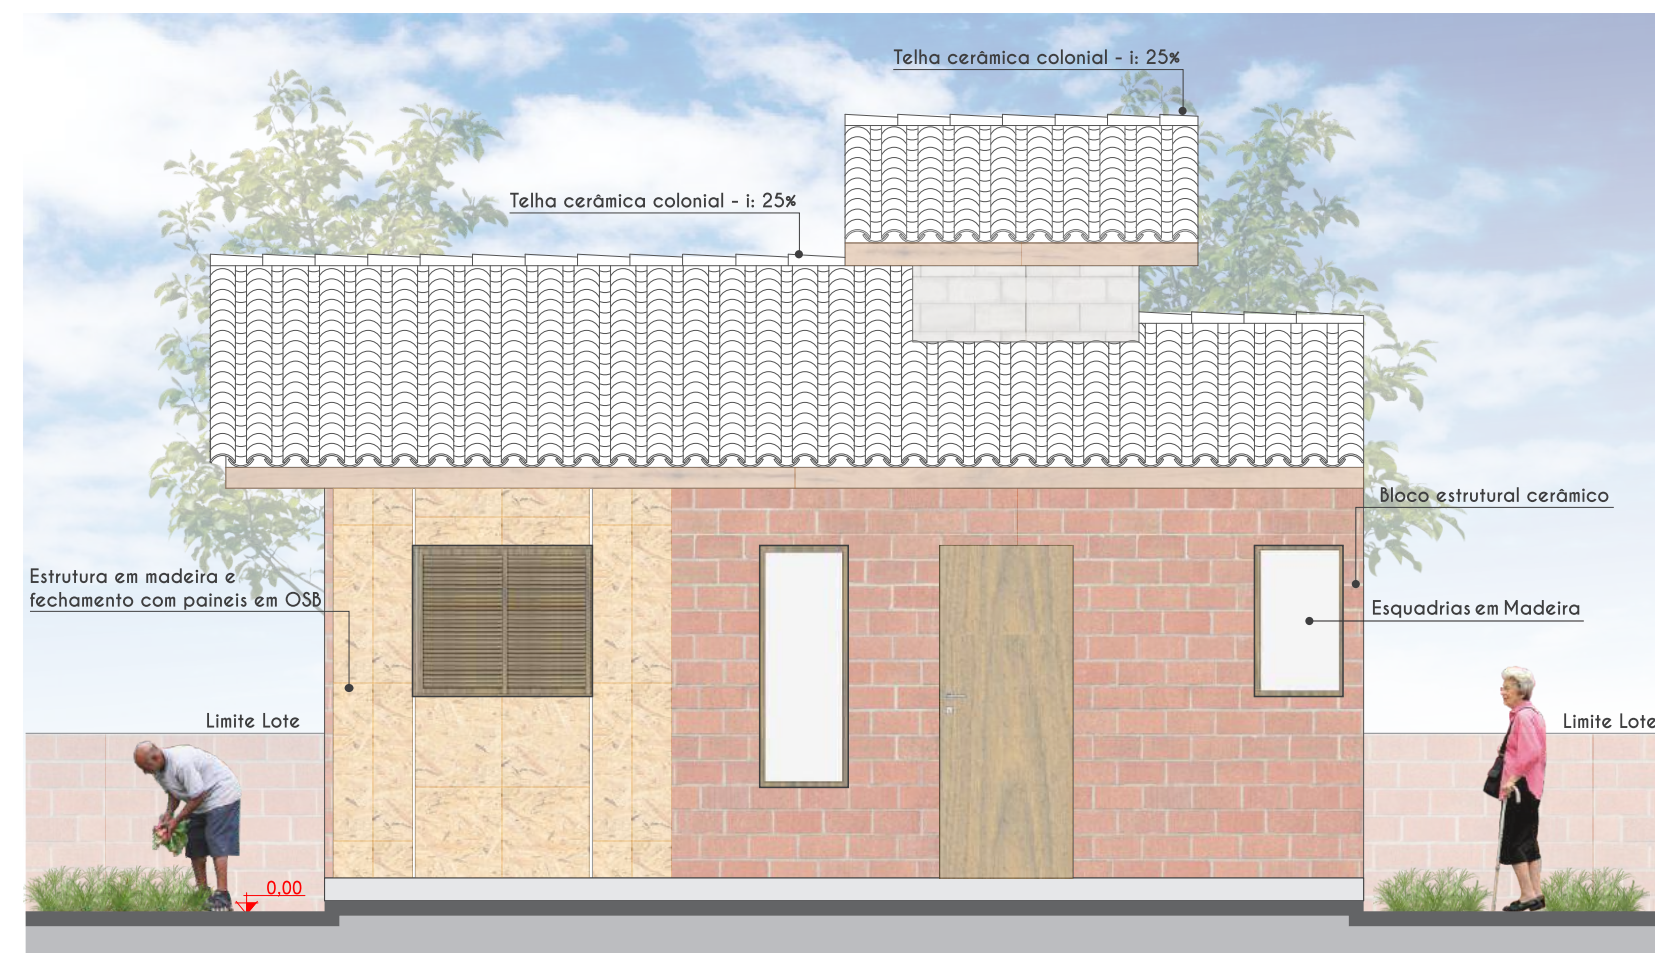 Telha cerâmica colonial - i: 25%
Telha cerâmica colonial - i: 25%
Bloco estrutural cerâmico
Estrutura em madeira e
fechamento com paineis em OSB
Esquadrias em Madeira
Limite Lote
Limite Lote
0,00